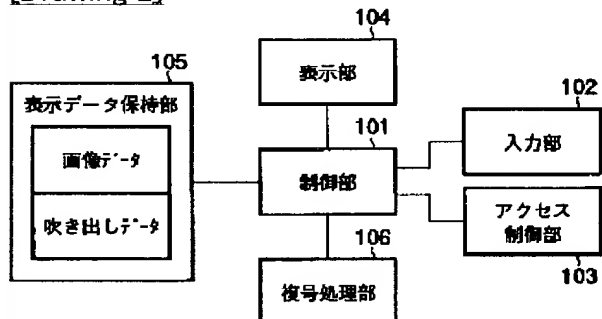 104
105
表示部
102
表示データ保持部
101
入力部
画像データ
制御部
吹き出しデータ
アクセス
制御部
106
103
復号処理部